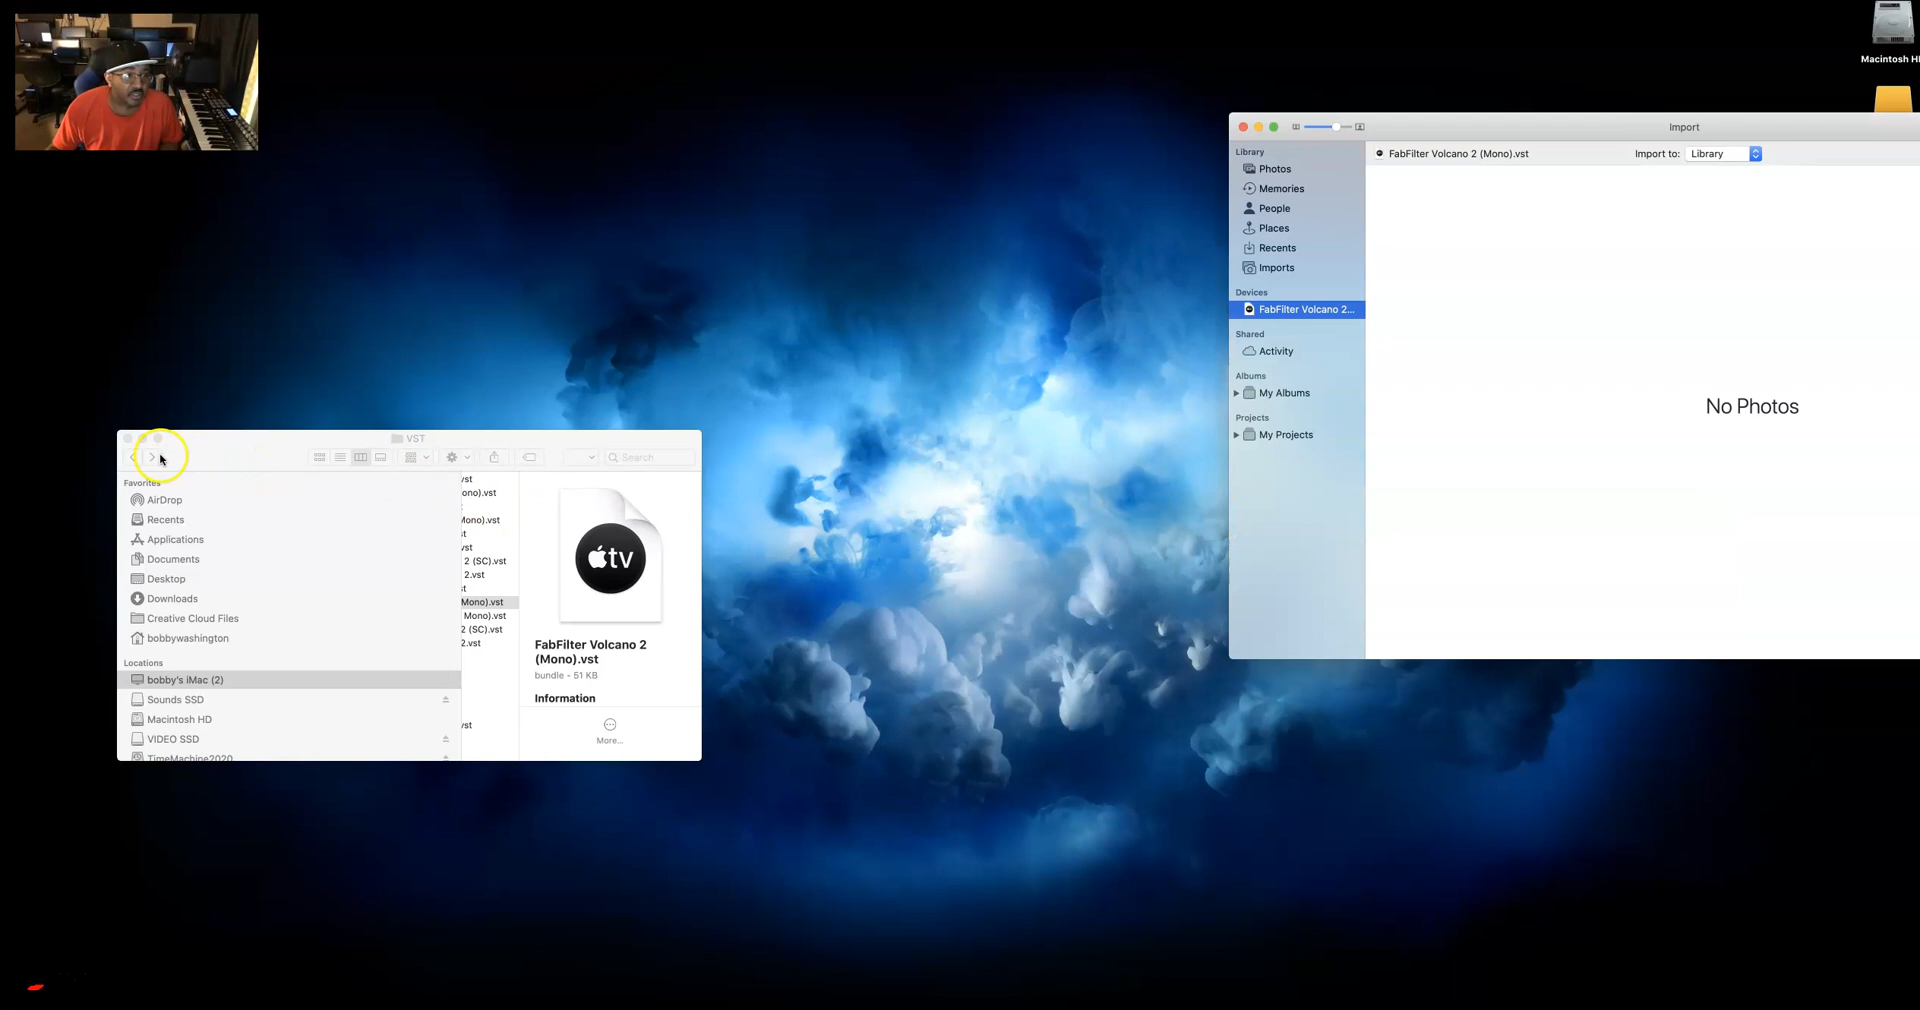 Macintosh H
Import
Library
Photos
Memories
People
Places
Recents
Imports
Devices
FabFilter Volcano 2...
Shared
Activity
Albums
My Albums
Projects
My Projects
FabFilter Volcano 2 (Mono).vst
Import to: Library
No Photos
VST
Search
Favorites
AirDrop
Recents
Applications
Documents
Desktop
Downloads
Creative Cloud Files
bobbywashington
Locations
bobby's iMac (2)
Sounds SSD
Macintosh HD
VIDEO SSD
TimeMachine2020
vst
ono).vst
Mono).vst
st
vst
2 (SC).vst
2.vst
st
Mono).vst
Mono).vst
2 (SC).vst
2.vst
vst
tv
FabFilter Volcano 2
(Mono).vst
bundle - 51 KB
Information
More...